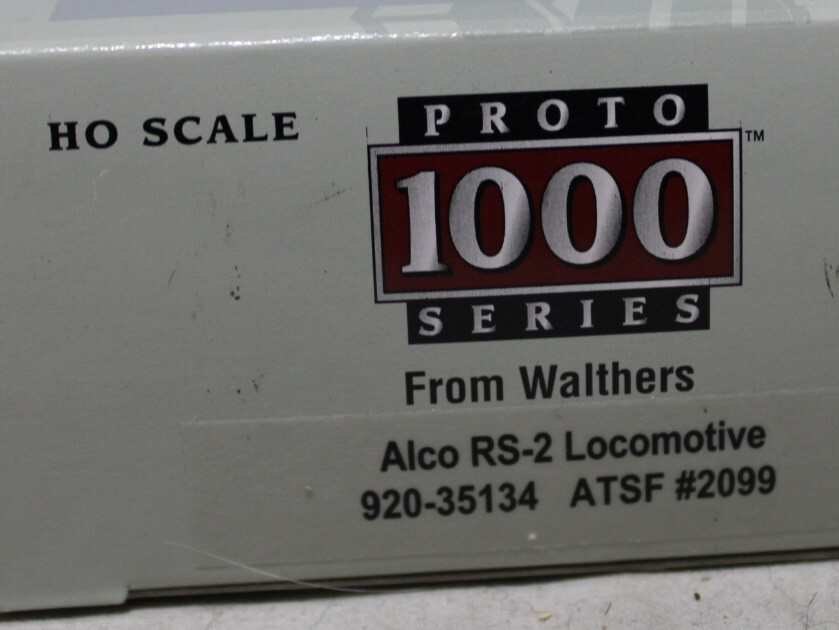 HO SCALE
PROTO
1000
™
SERIES
From Walthers
Alco RS-2 Locomotive
920-35134 ATSF #2099